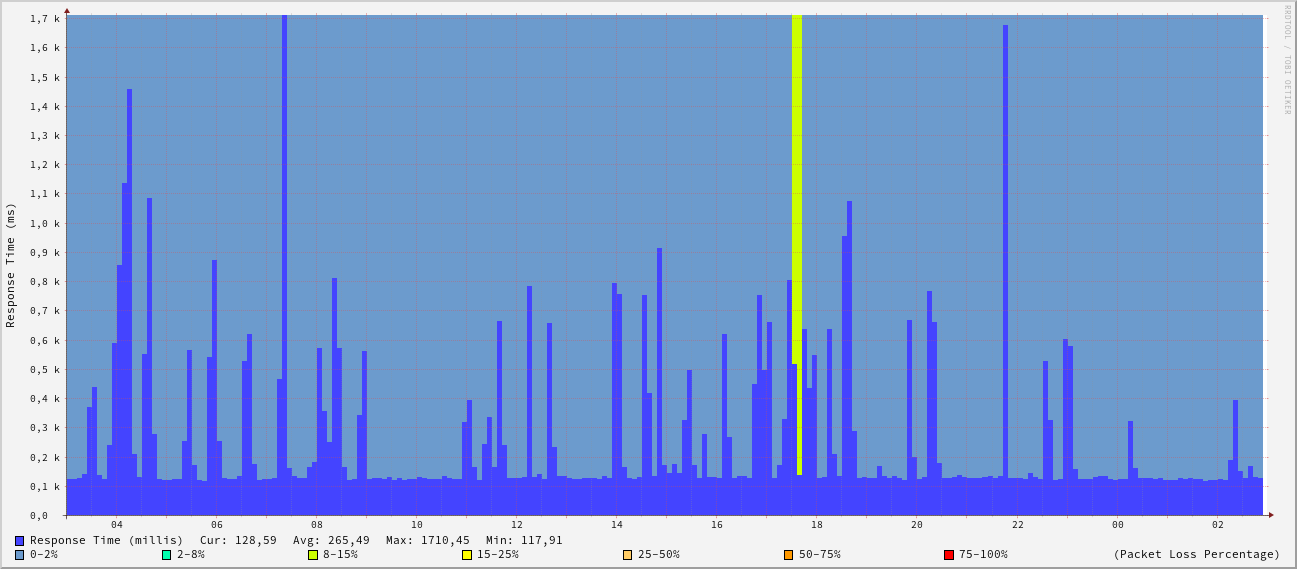 RRDTOOL / TOBI OETIKER
Response Time (ms)
1,7 k
1,6 k
1,5 k
1,4 k
1,3 k
1,2 k
1,1 k
1,0 k
0,9 k
0,8 k
0,7 k
0,6 k
0,5 k
0,4 k
0,3 k
0,2 k
0,1 k
0,0
04 06 08 10 12 14 16 18 20 22 00 02
Response Time (millis) Cur: 128,59 Avg: 265,49 Max: 1710,45 Min: 117,91
0-2% 2-8% 8-15% 15-25% 25-50% 50-75% 75-100% (Packet Loss Percentage)